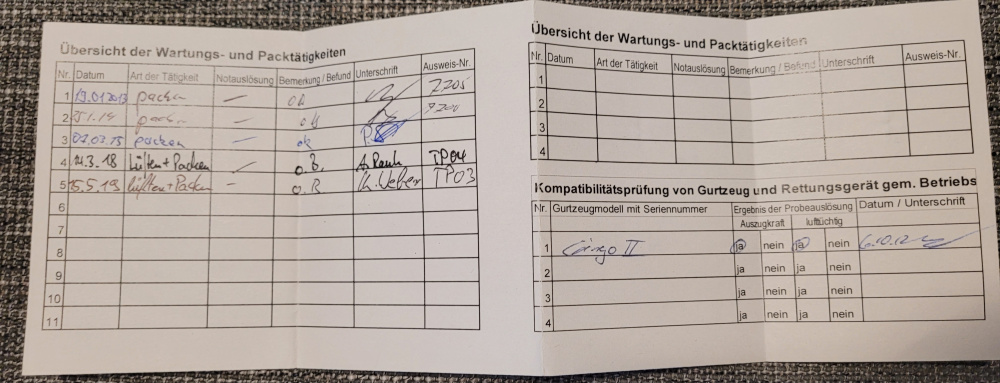 Übersicht der Wartungs- und Packtätigkeiten
Nr. Datum Art der Tätigkeit Notauslösung Bemerkung / Befund Unterschrift Ausweis-Nr.
1 19.01.2013 packen – ok 7205
2 packen – ok
3 07.03.15 packen – ok
4 14.3.18 Lüften + Packen – o.B. TP04
5 15.5.19 Lüften + Packen – o.B. K. Weber TP03
6
7
8
9
10
11
Übersicht der Wartungs- und Packtätigkeiten
Nr. Datum Art der Tätigkeit Notauslösung Bemerkung / Befund Unterschrift Ausweis-Nr.
1
2
3
4
Kompatibilitätsprüfung von Gurtzeug und Rettungsgerät gem. Betriebs
Nr. Gurtzeugmodell mit Seriennummer Ergebnis der Probeauslösung Datum / Unterschrift
Auszugkraft lufttüchtig
1 II ja nein ja nein 6.10.12
2 ja nein ja nein
3 ja nein ja nein
4 ja nein ja nein